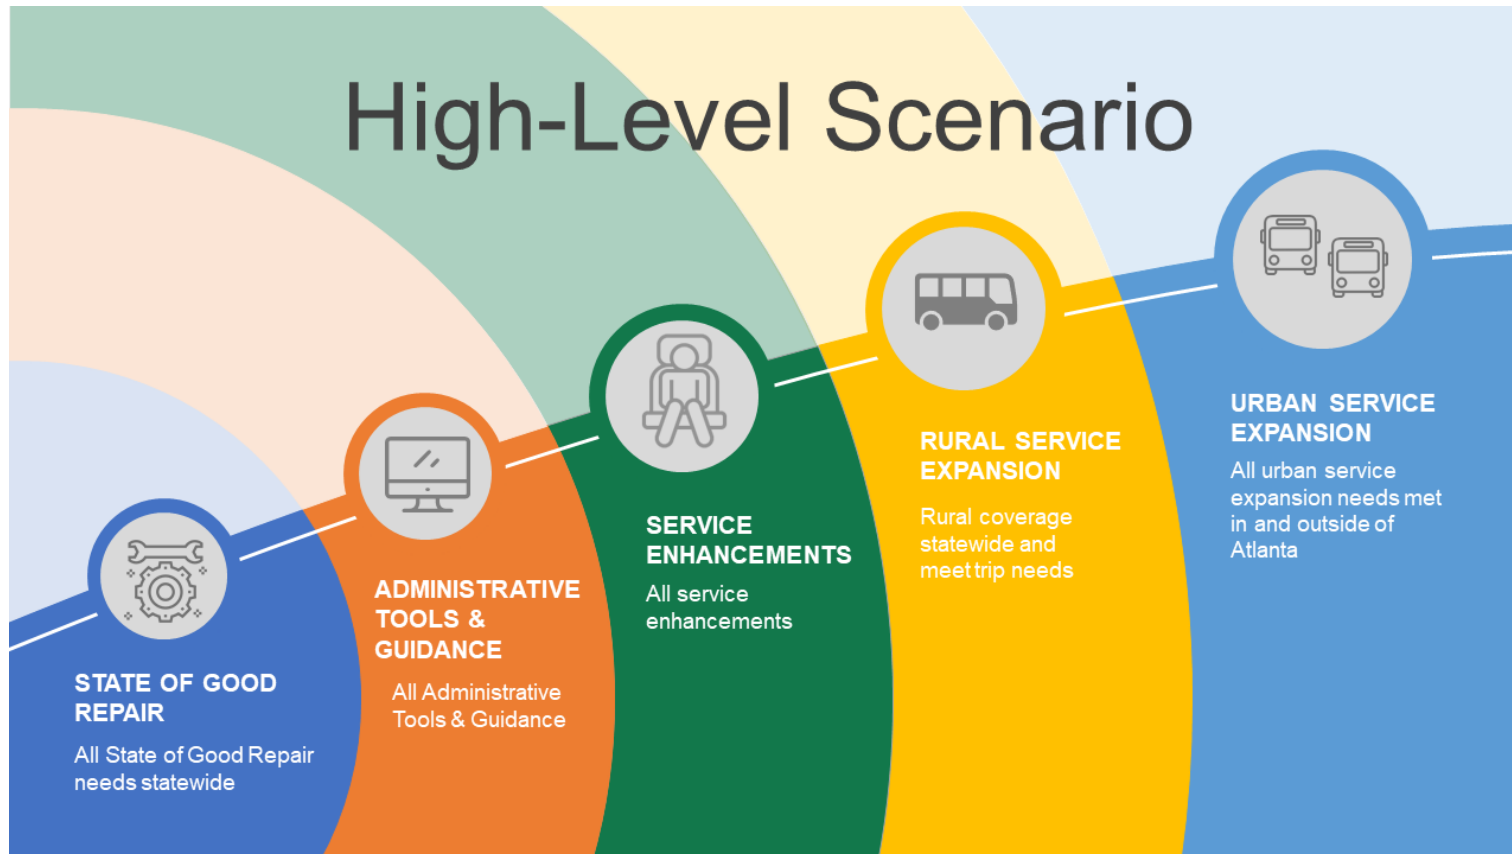 High-Level Scenario
STATE OF GOOD
REPAIR
All State of Good Repair
needs statewide
ADMINISTRATIVE
TOOLS &
GUIDANCE
All Administrative
Tools & Guidance
SERVICE
ENHANCEMENTS
All service
enhancements
RURAL SERVICE
EXPANSION
Rural coverage
statewide and
meet trip needs
URBAN SERVICE
EXPANSION
All urban service
expansion needs met
in and outside of
Atlanta